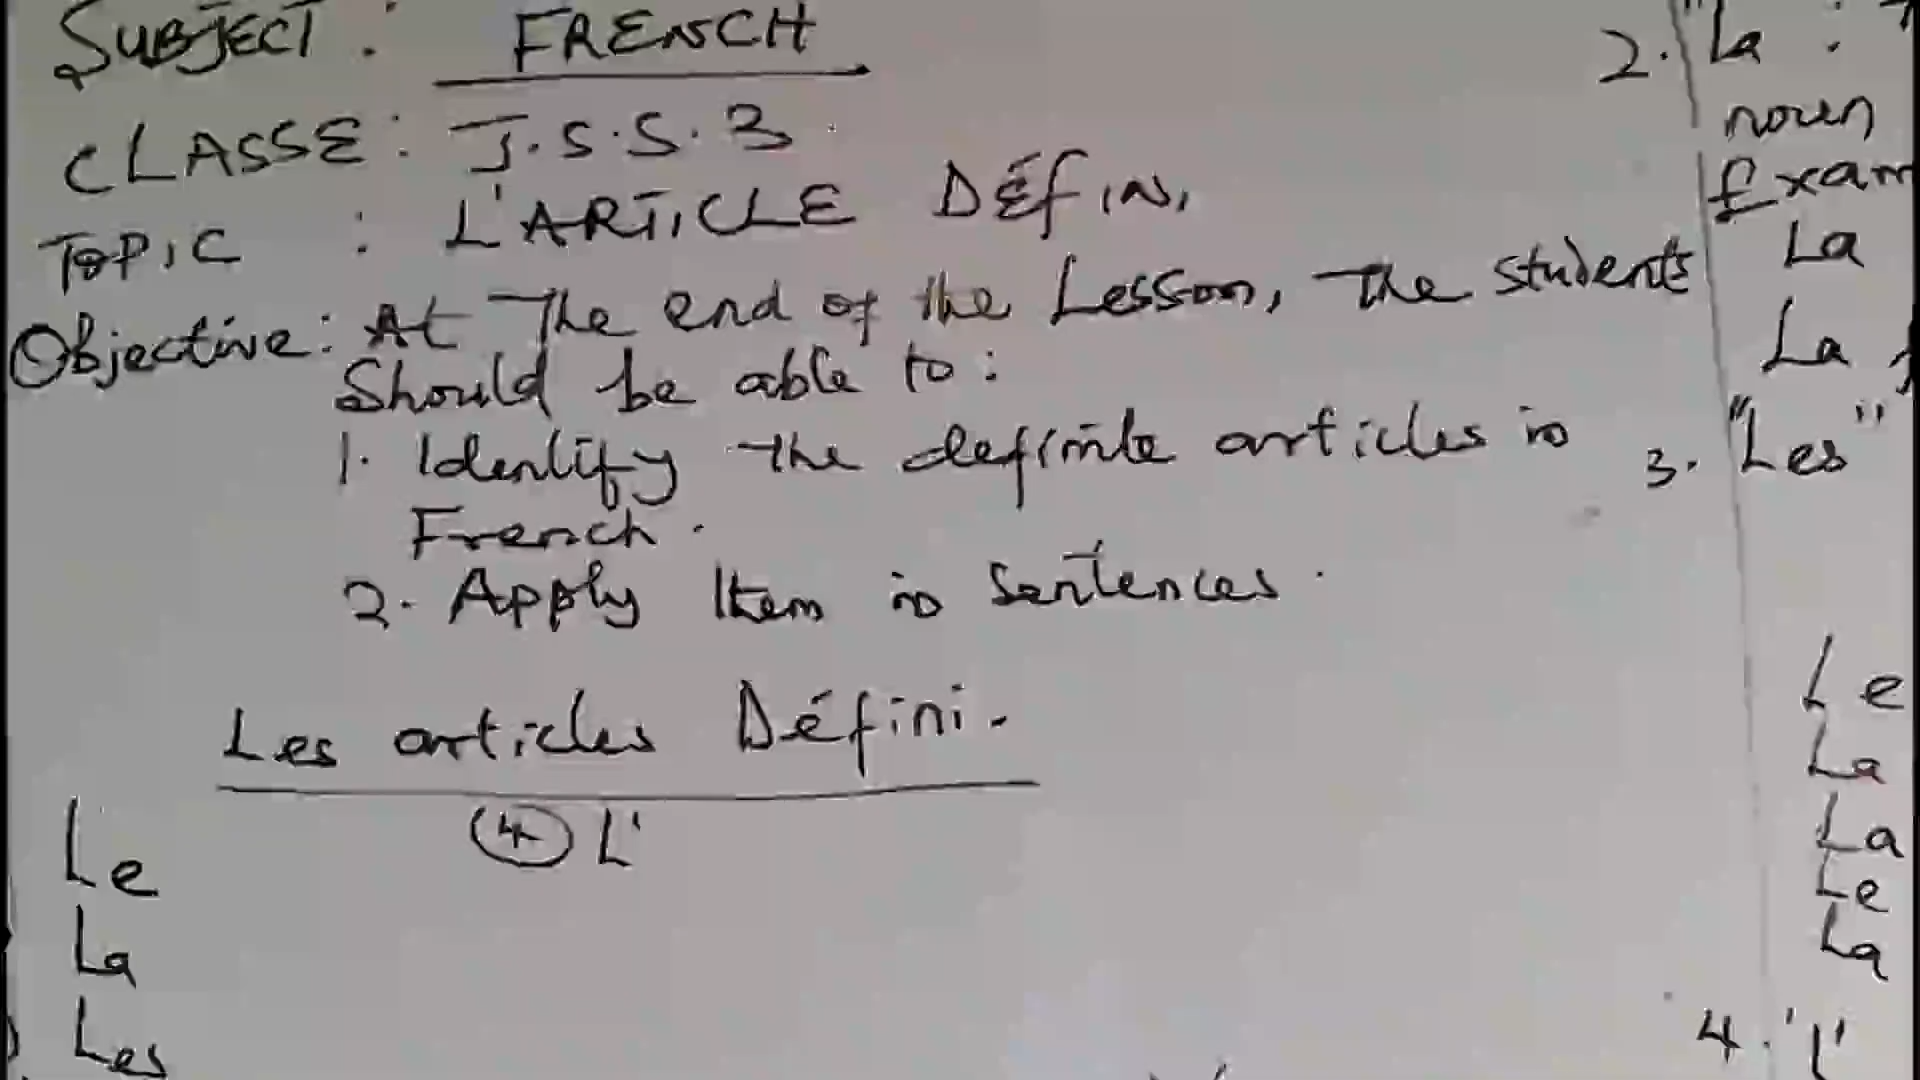 SUBJECT: FRENCH
CLASSE: J.S.S.3.
TOPIC : L'ARTICLE DÉFINI
Objective: At The end of the Lesson, The students
Should be able to:
1. Identify the definite articles in
French.
2. Apply them in Sentences.
Les articles Défini.
Le
④ L'
La
Les
2. "La :
noun
Exam
La
La
3. "Les"
Le
La
La
Le
La
4. 'L'